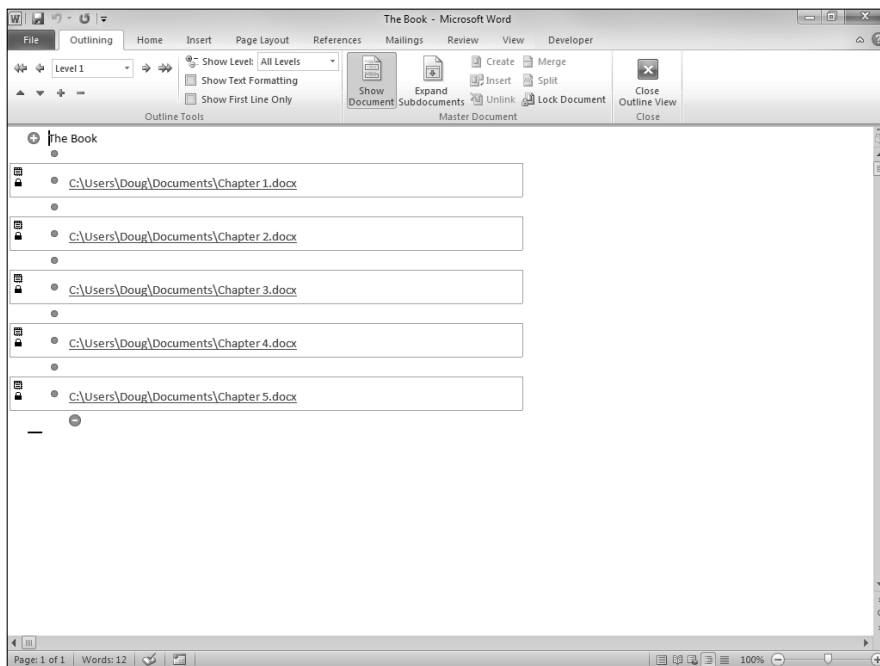 The Book - Microsoft Word
File Outlining Home Insert Page Layout References Mailings Review View Developer
Level 1
Show Level: All Levels
Show Text Formatting
Show First Line Only
Outline Tools
Show Document
Expand Subdocuments
Create Merge
Insert Split
Unlink Lock Document
Master Document
Close Outline View
Close
The Book
C:\Users\Doug\Documents\Chapter 1.docx
C:\Users\Doug\Documents\Chapter 2.docx
C:\Users\Doug\Documents\Chapter 3.docx
C:\Users\Doug\Documents\Chapter 4.docx
C:\Users\Doug\Documents\Chapter 5.docx
Page: 1 of 1 Words: 12 100%